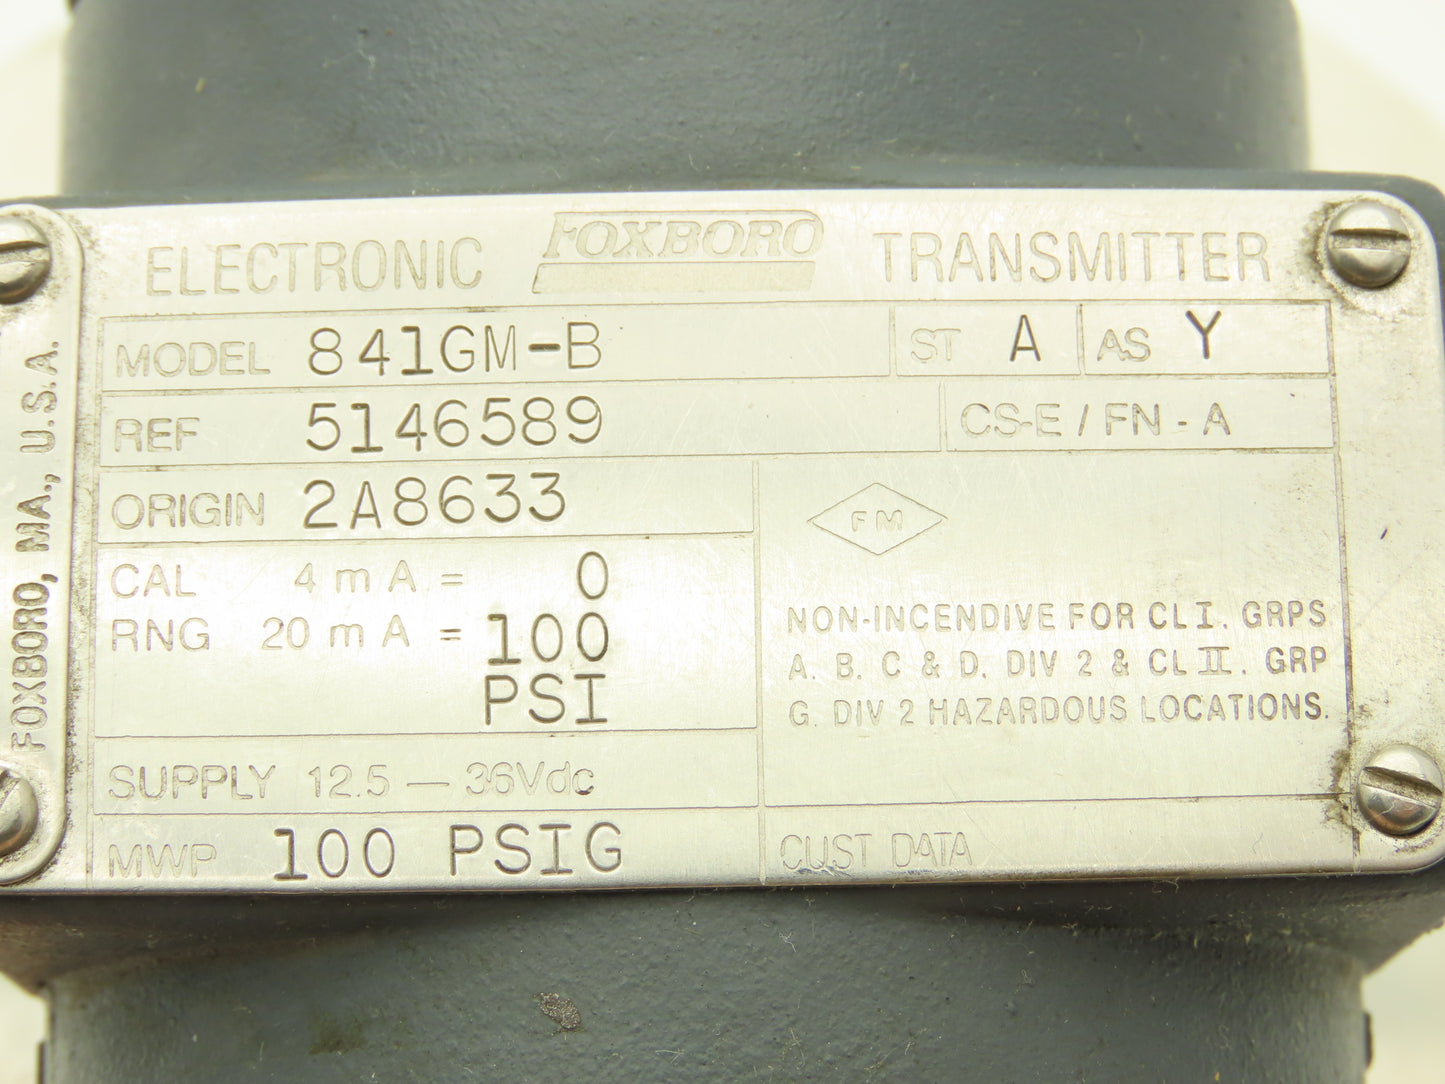 ELECTRONIC FOXBORO TRANSMITTER
MODEL 841GM-B ST A AS Y
REF 5146589 CS-E / FN - A
ORIGIN 2A8633
CAL 4 mA = 0
RNG 20 mA = 100
PSI
SUPPLY 12.5 — 36Vdc
MWP 100 PSIG
FM
NON-INCENDIVE FOR CL I. GRPS
A. B. C & D. DIV 2 & CL II. GRP
G. DIV 2 HAZARDOUS LOCATIONS.
CUST DATA
FOXBORO, MA., U.S.A.